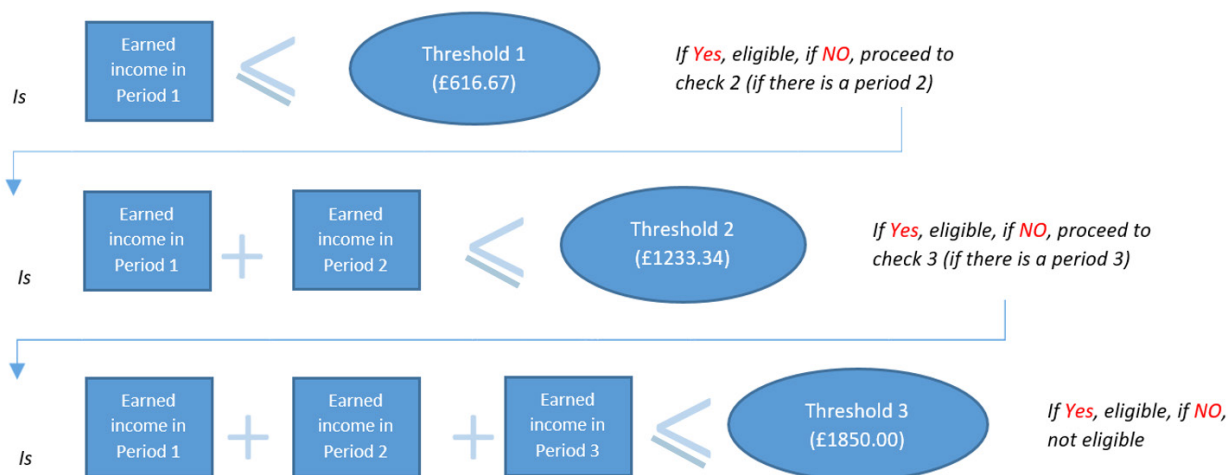 Is
Earned
income in
Period 1
≤
Threshold 1
(£616.67)
If Yes, eligible, if NO, proceed to
check 2 (if there is a period 2)
Is
Earned
income in
Period 1
+
Earned
income in
Period 2
≤
Threshold 2
(£1233.34)
If Yes, eligible, if NO, proceed to
check 3 (if there is a period 3)
Is
Earned
income in
Period 1
+
Earned
income in
Period 2
+
Earned
income in
Period 3
≤
Threshold 3
(£1850.00)
If Yes, eligible, if NO,
not eligible